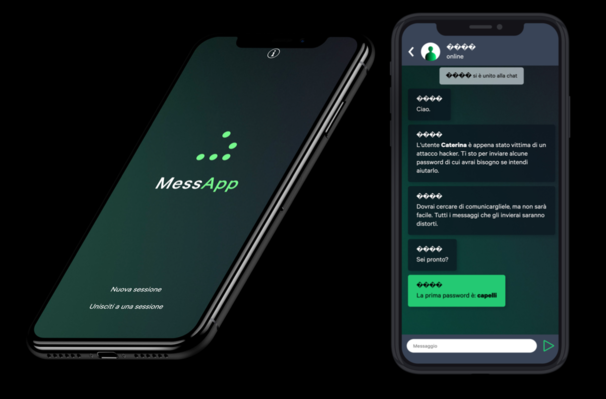 MessApp
Nuova sessione
Unisciti a una sessione
����
online
���� si è unito alla chat
����
Ciao.
����
L'utente Caterina è appena stato vittima di un
attacco hacker. Ti sto per inviare alcune
password di cui avrai bisogno se intendi
aiutarlo.
����
Dovrai cercare di comunicargliele, ma non sarà
facile. Tutti i messaggi che gli invierai saranno
distorti.
����
Sei pronto?
����
La prima password è: capelli
Messaggio